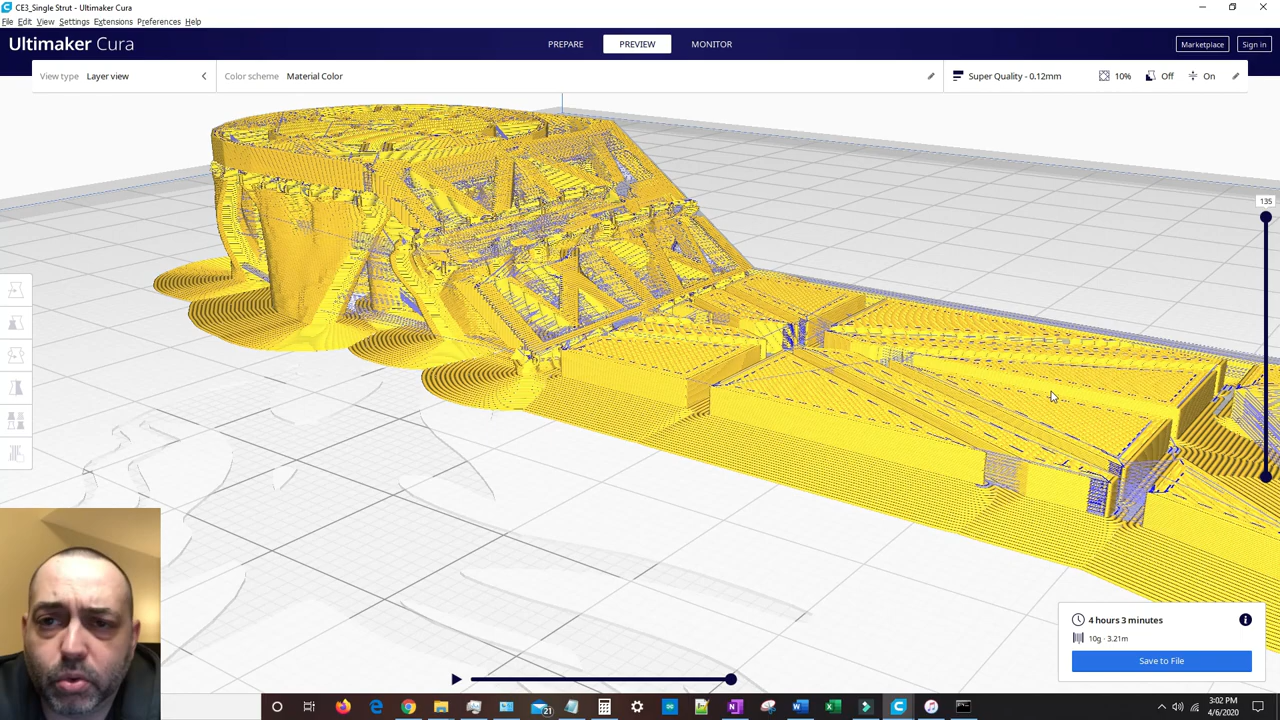 CE3_Single Strut - Ultimaker Cura
File Edit View Settings Extensions Preferences Help
Ultimaker Cura
PREPARE
PREVIEW
MONITOR
Marketplace
Sign in
View type Layer view
Color scheme Material Color
Super Quality - 0.12mm
10%
Off
On
135
4 hours 3 minutes
10g · 3.21m
Save to File
21
3:02 PM
4/6/2020